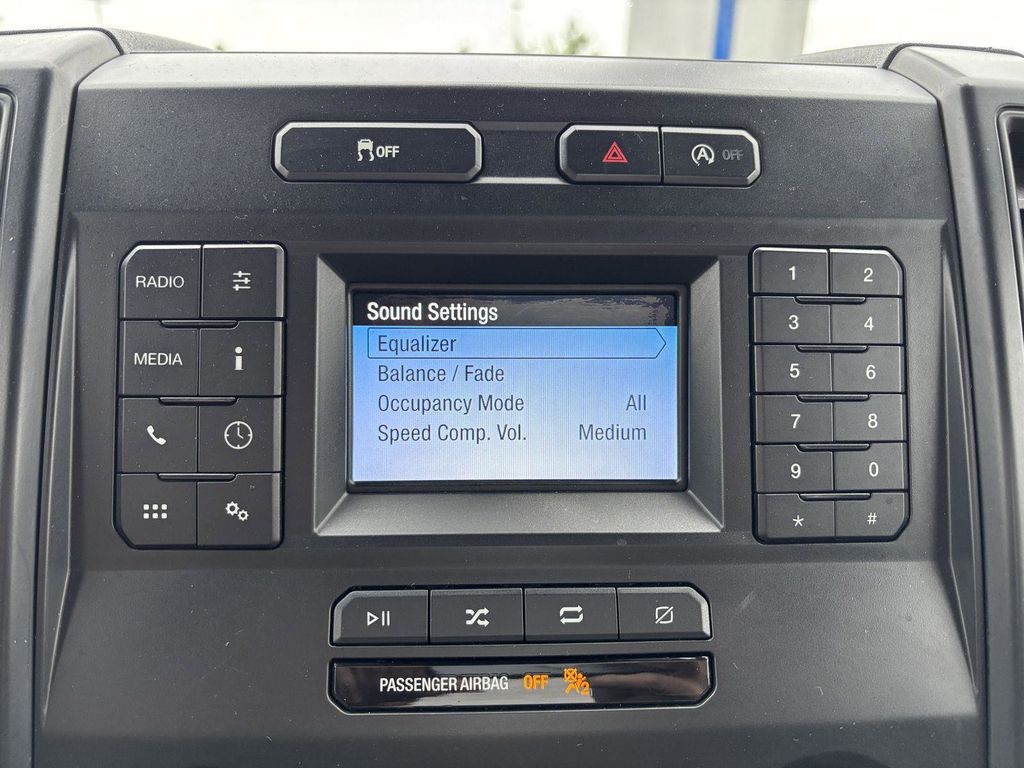 OFF
A OFF
RADIO
MEDIA
i
Sound Settings
Equalizer
Balance / Fade
Occupancy Mode All
Speed Comp. Vol. Medium
1 2
3 4
5 6
7 8
9 0
* #
PASSENGER AIRBAG OFF 2